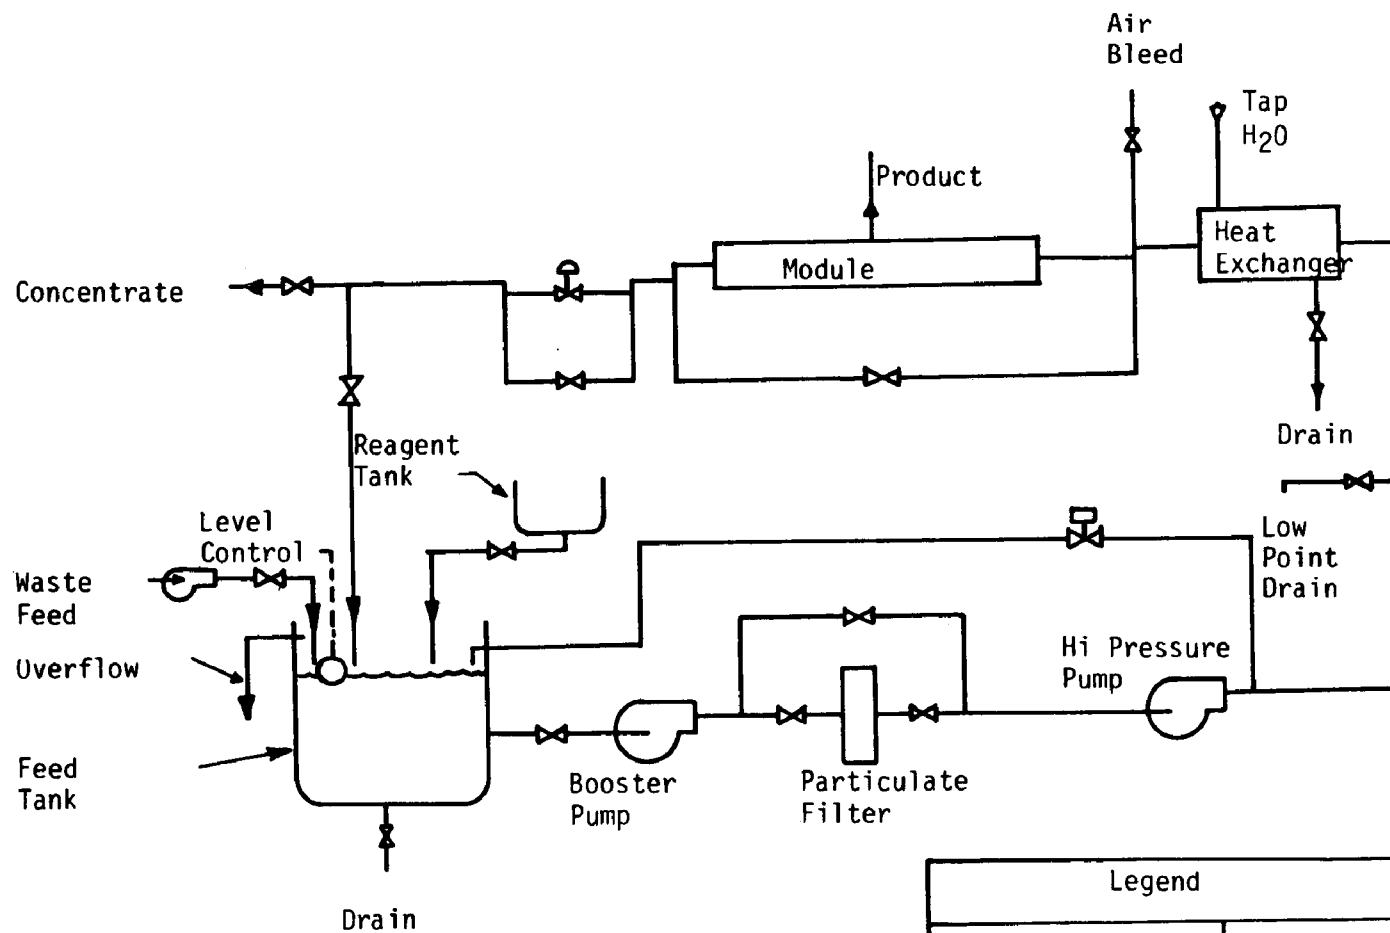 Air
Bleed
Tap
H₂O
Product
Heat
Exchanger
Module
Concentrate
Drain
Reagent
Tank
Level
Control
Low
Point
Drain
Waste
Feed
Hi Pressure
Pump
Overflow
Feed
Tank
Booster
Pump
Particulate
Filter
Legend
Drain